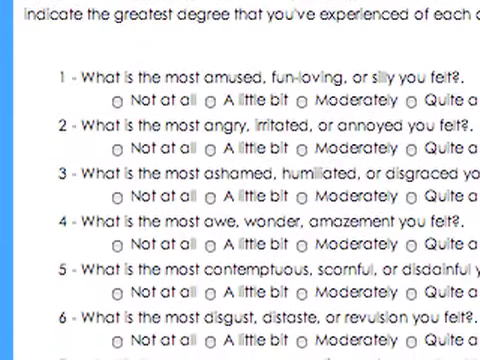 indicate the greatest degree that you've experienced of each
1 - What is the most amused, fun-loving, or silly you felt?.
Not at all A little bit Moderately Quite a
2 - What is the most angry, irritated, or annoyed you felt?.
Not at all A little bit Moderately Quite a
3 - What is the most ashamed, humiliated, or disgraced yo
Not at all A little bit Moderately Quite a
4 - What is the most awe, wonder, amazement you felt?.
Not at all A little bit Moderately Quite a
5 - What is the most contemptuous, scornful, or disdainful
Not at all A little bit Moderately Quite a
6 - What is the most disgust, distaste, or revulsion you felt?.
Not at all A little bit Moderately Quite a